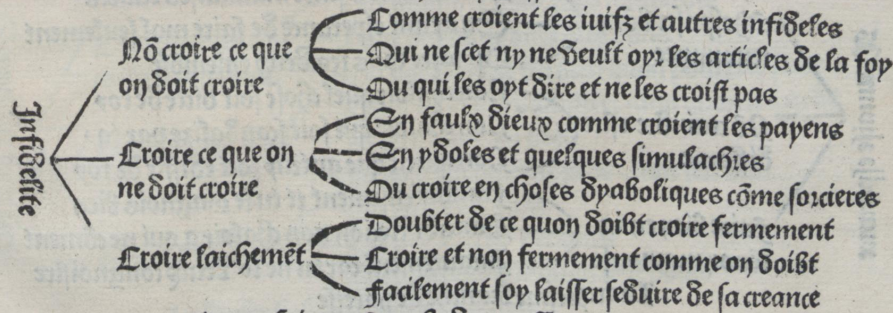 Infidelite
Nõ croire ce que
on doit croire
Comme croient les iuifz et autres infideles
Qui ne scet ny ne veult oyr les articles de la foy
Ou qui les oyt dire et ne les croist pas
Croire ce que on
ne doit croire
En faulx dieux comme croient les payens
En ydoles et quelques simulachres
Ou croire en choses dyaboliques cõme sorcieres
Croire laichemẽt
Doubter de ce quon doibt croire fermement
Croire et non fermement comme on doibt
Facilement soy laisser seduire de sa creance